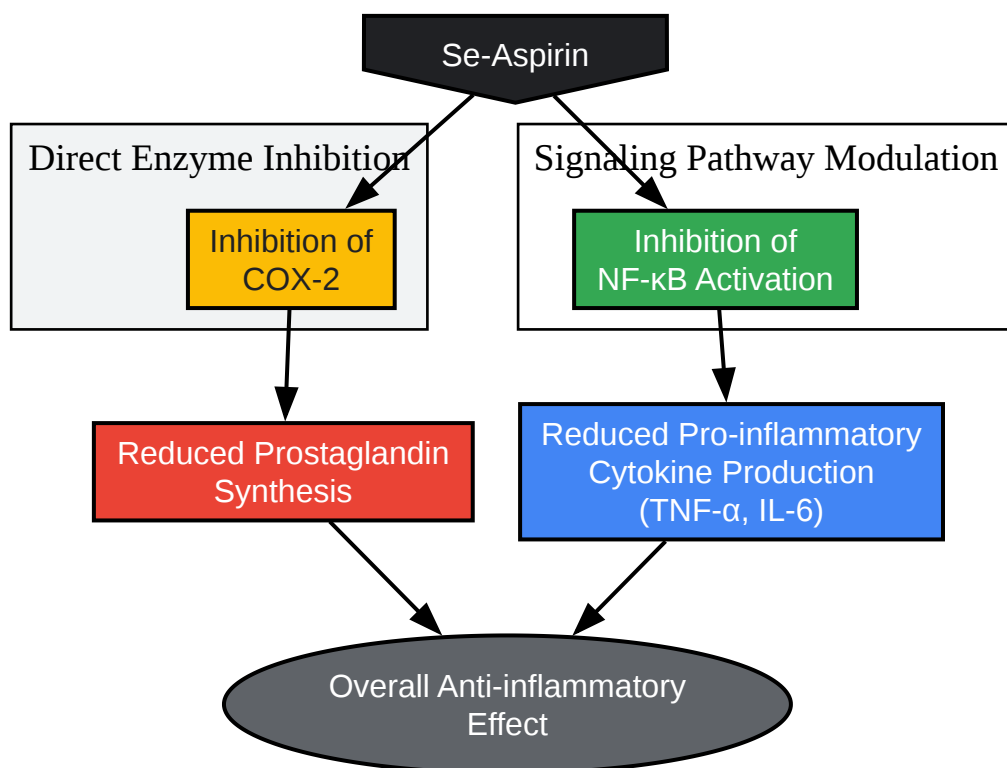 Se-Aspirin
Direct Enzyme Inhibition
Signaling Pathway Modulation
Inhibition of
COX-2
Inhibition of
NF-κB Activation
Reduced Prostaglandin
Synthesis
Reduced Pro-inflammatory
Cytokine Production
(TNF-α, IL-6)
Overall Anti-inflammatory
Effect